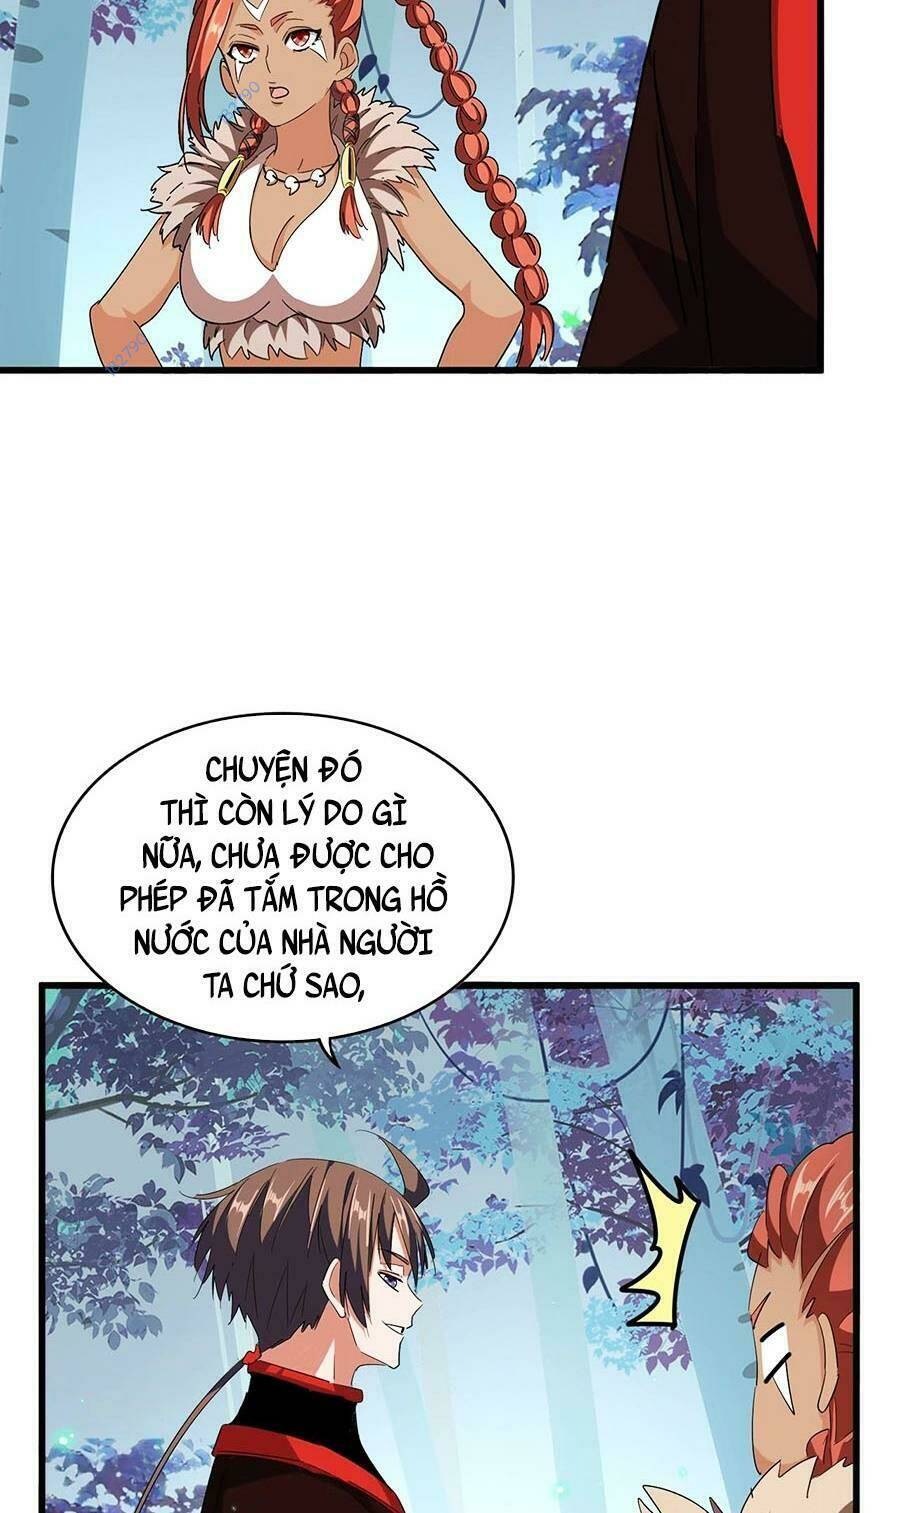 CHUYỆN ĐÓ
THÌ CÒN LÝ DO GÌ
NỮA, CHƯA ĐƯỢC CHO
PHÉP ĐÃ TẮM TRONG HỒ
NƯỚC CỦA NHÀ NGƯỜI
TA CHỨ SAO,